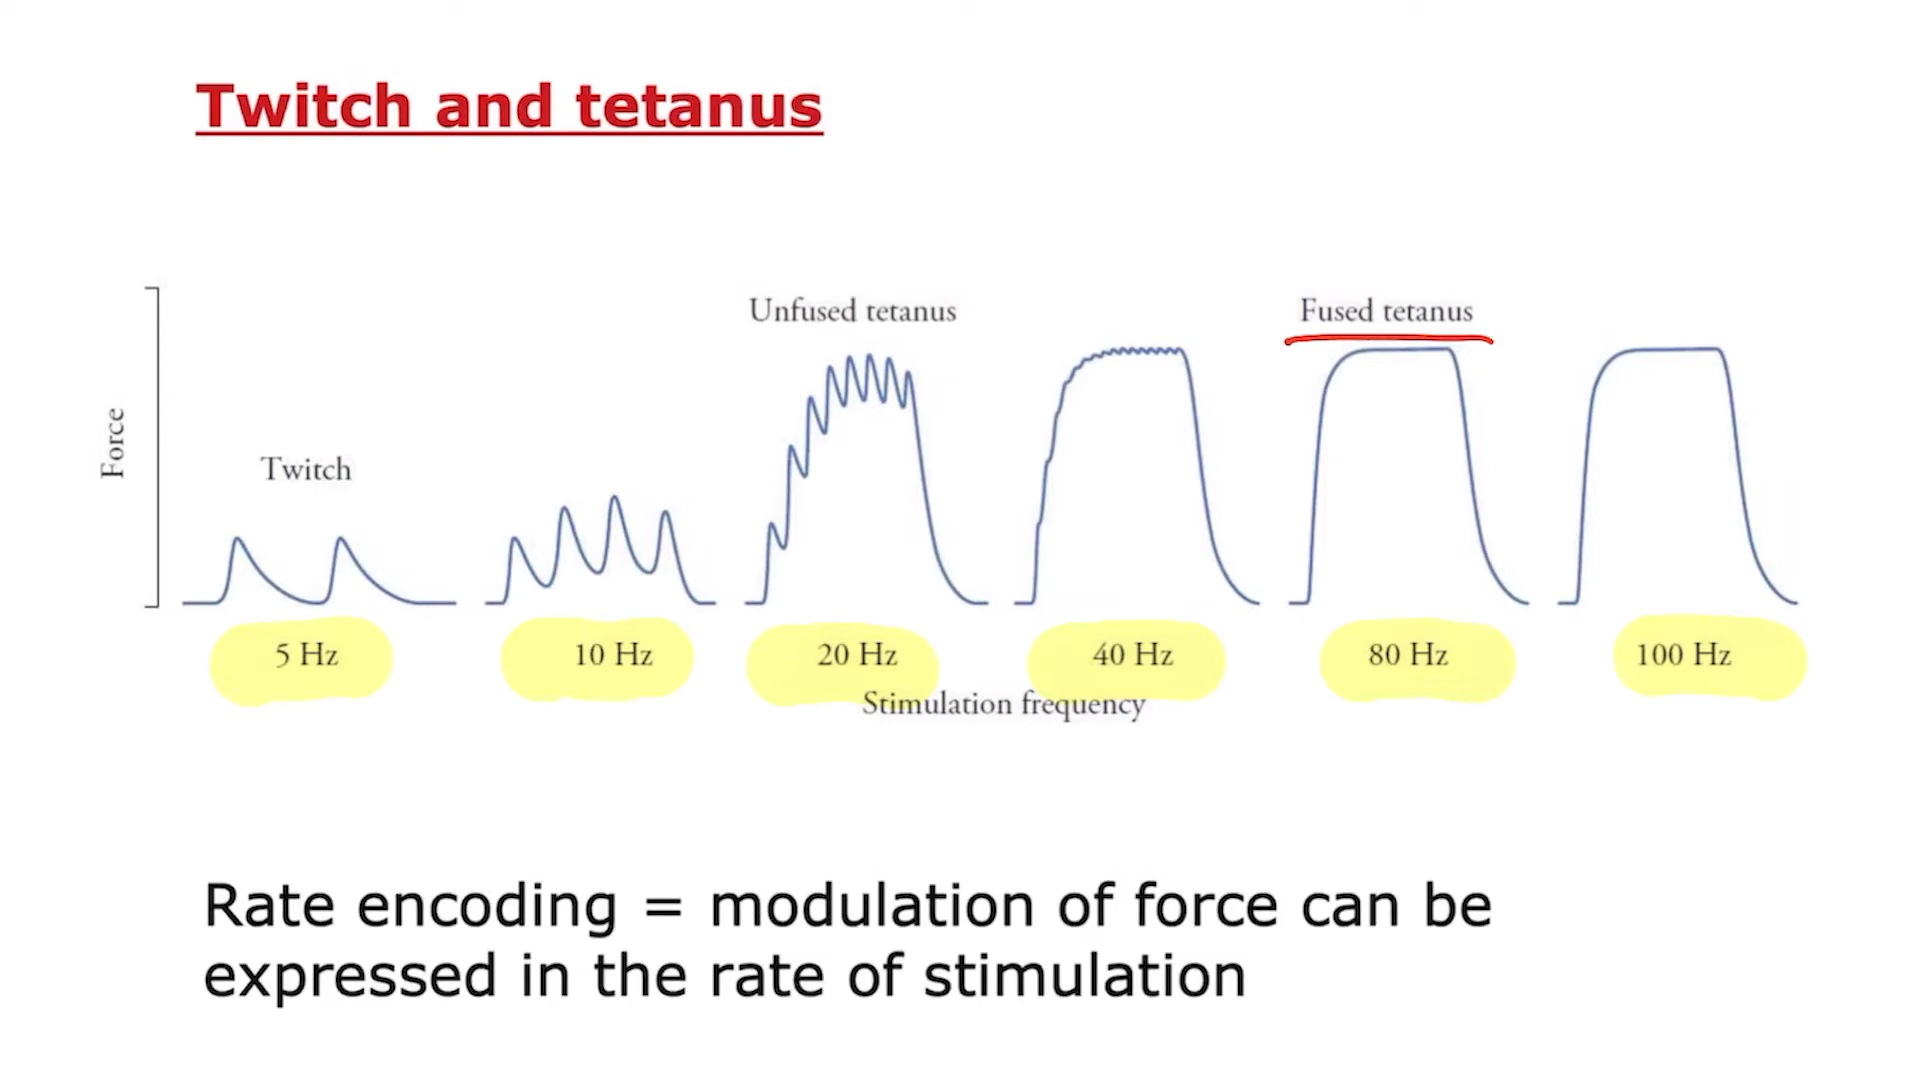 Twitch and tetanus
Unfused tetanus
Fused tetanus
Force
Twitch
5 Hz 10 Hz 20 Hz 40 Hz 80 Hz 100 Hz
Stimulation frequency
Rate encoding = modulation of force can be
expressed in the rate of stimulation